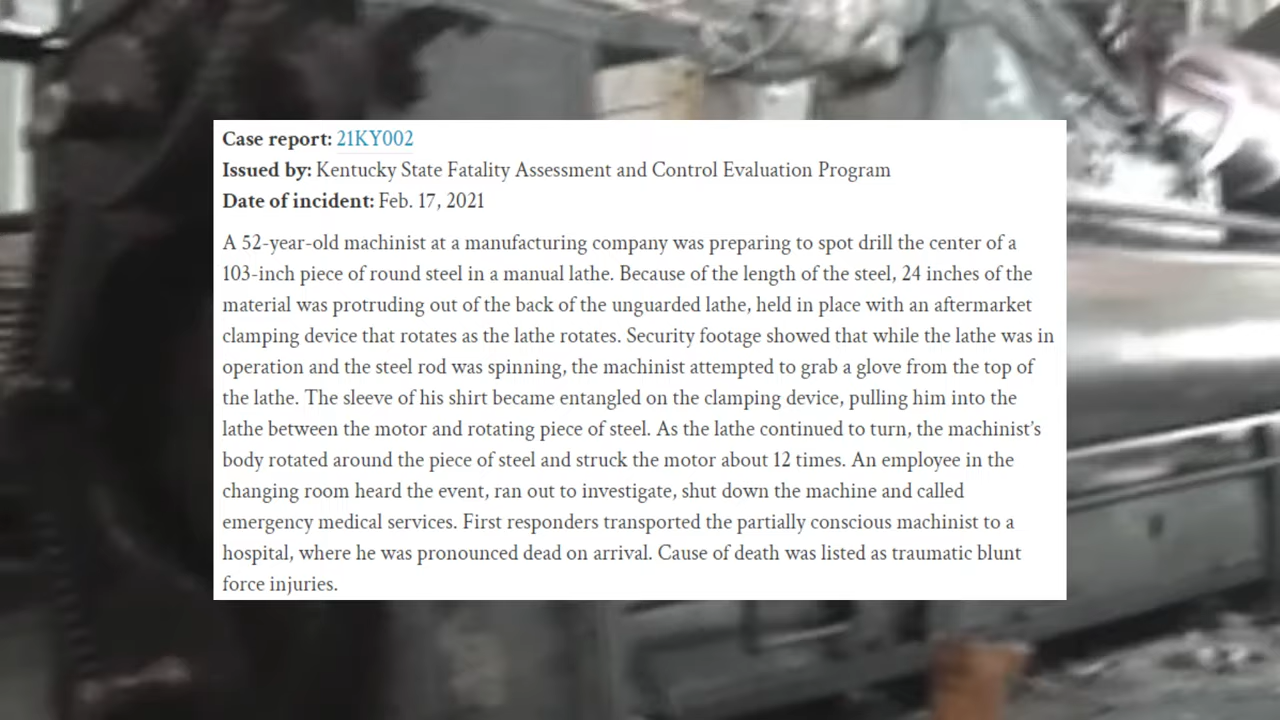 Case report: 21KY002
Issued by: Kentucky State Fatality Assessment and Control Evaluation Program
Date of incident: Feb. 17, 2021
A 52-year-old machinist at a manufacturing company was preparing to spot drill the center of a
103-inch piece of round steel in a manual lathe. Because of the length of the steel, 24 inches of the
material was protruding out of the back of the unguarded lathe, held in place with an aftermarket
clamping device that rotates as the lathe rotates. Security footage showed that while the lathe was in
operation and the steel rod was spinning, the machinist attempted to grab a glove from the top of
the lathe. The sleeve of his shirt became entangled on the clamping device, pulling him into the
lathe between the motor and rotating piece of steel. As the lathe continued to turn, the machinist’s
body rotated around the piece of steel and struck the motor about 12 times. An employee in the
changing room heard the event, ran out to investigate, shut down the machine and called
emergency medical services. First responders transported the partially conscious machinist to a
hospital, where he was pronounced dead on arrival. Cause of death was listed as traumatic blunt
force injuries.